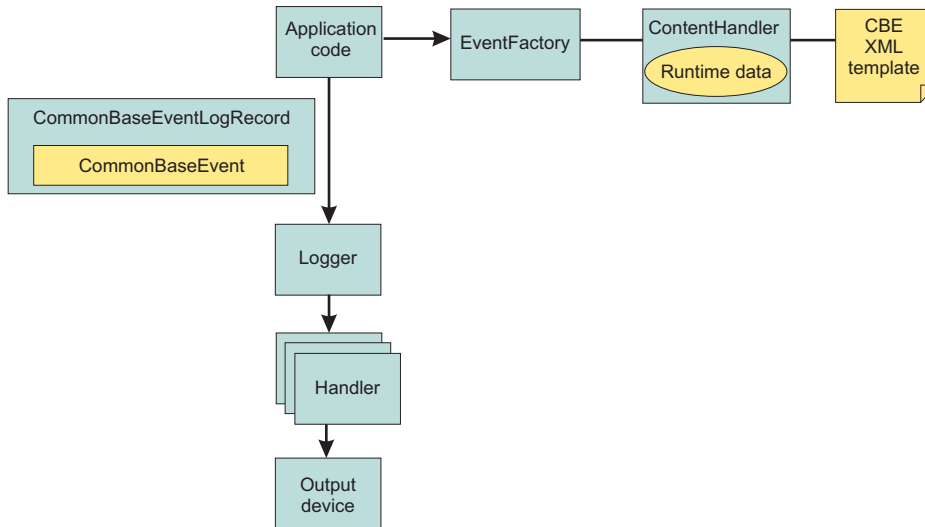 Application
code
EventFactory
ContentHandler
Runtime data
CBE
XML
template
CommonBaseEventLogRecord
CommonBaseEvent
Logger
Handler
Output
device